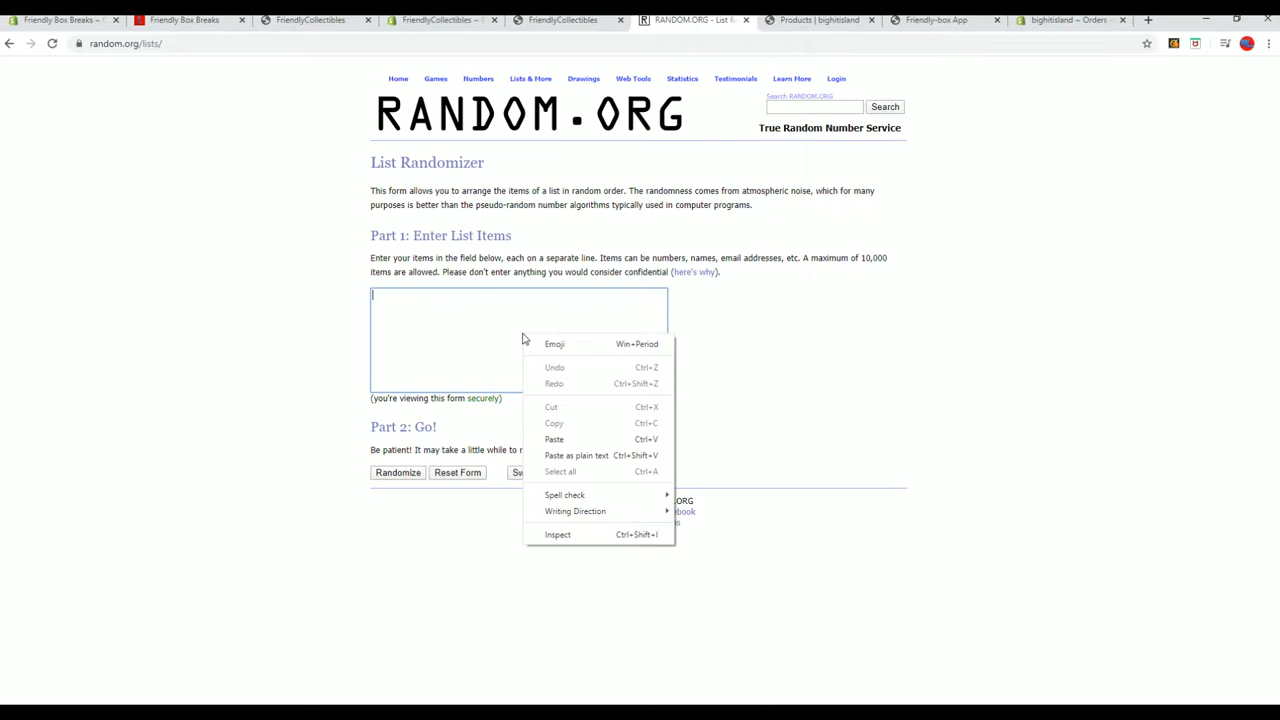 Friendly Box Breaks ~
Friendly Box Breaks
FriendlyCollectibles
FriendlyCollectibles ~
FriendlyCollectibles
RANDOM.ORG - List R
Products | bighitisland
Friendly-box App
bighitisland ~ Orders
random.org/lists/
Home Games Numbers Lists & More Drawings Web Tools Statistics Testimonials Learn More Login
RANDOM.ORG
Search RANDOM.ORG
Search
True Random Number Service
List Randomizer
This form allows you to arrange the items of a list in random order. The randomness comes from atmospheric noise, which for many
purposes is better than the pseudo-random number algorithms typically used in computer programs.
Part 1: Enter List Items
Enter your items in the field below, each on a separate line. Items can be numbers, names, email addresses, etc. A maximum of 10,000
items are allowed. Please don't enter anything you would consider confidential (here's why).
Emoji Win+Period
Undo Ctrl+Z
Redo Ctrl+Shift+Z
Cut Ctrl+X
Copy Ctrl+C
Paste Ctrl+V
Paste as plain text Ctrl+Shift+V
Select all Ctrl+A
Spell check
Writing Direction
Inspect Ctrl+Shift+I
(you're viewing this form securely)
Part 2: Go!
Be patient! It may take a little while to
Randomize Reset Form